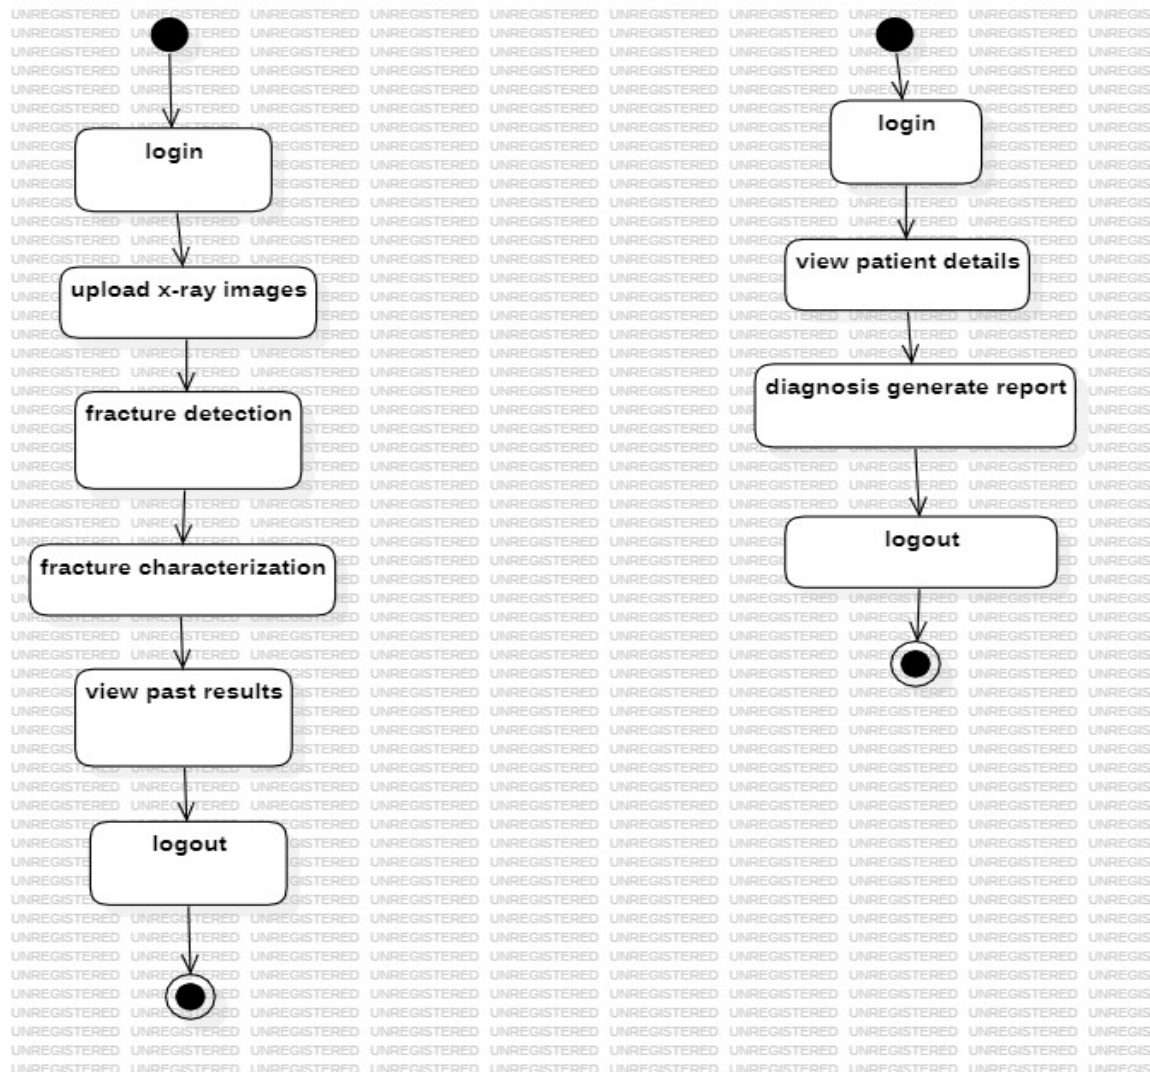 login
upload x-ray images
fracture detection
fracture characterization
view past results
logout
login
view patient details
diagnosis generate report
logout
UNREGISTERED